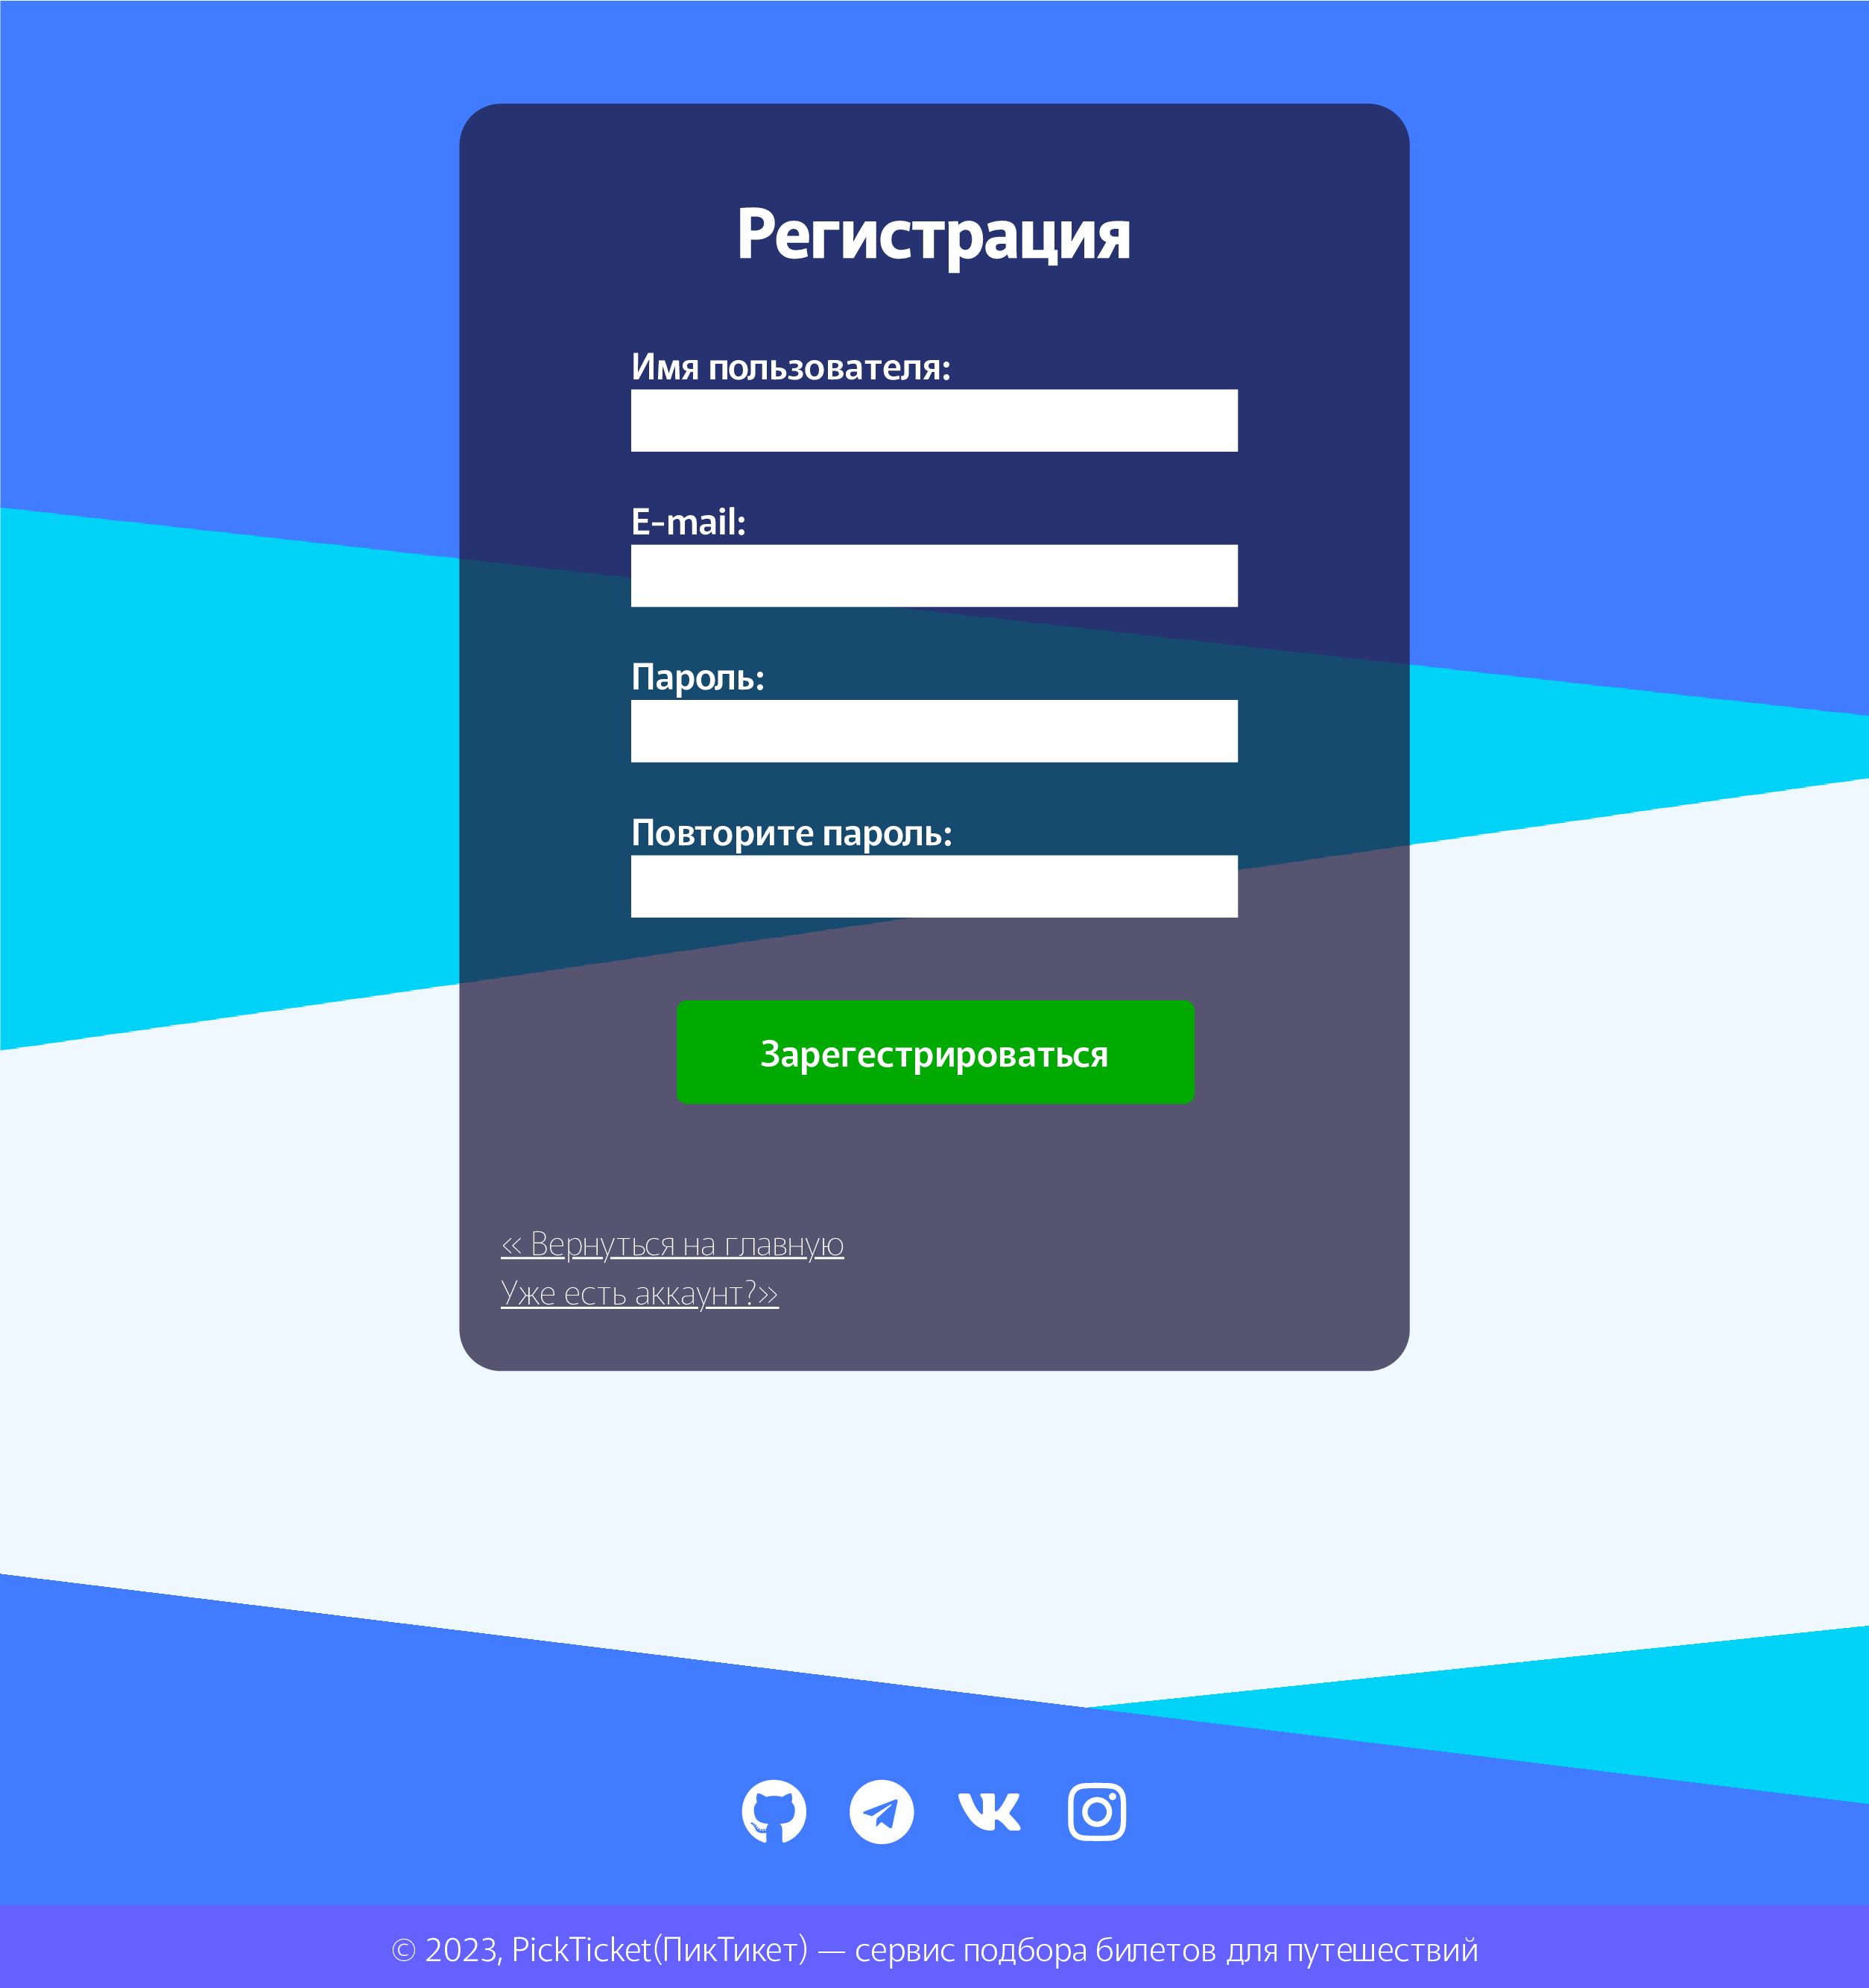 Регистрация
Имя пользователя:
E-mail:
Пароль:
Повторите пароль:
Зарегестрироваться
« Вернуться на главную
Уже есть аккаунт?»
© 2023, PickTicket(ПикТикет) — сервис подбора билетов для путешествий